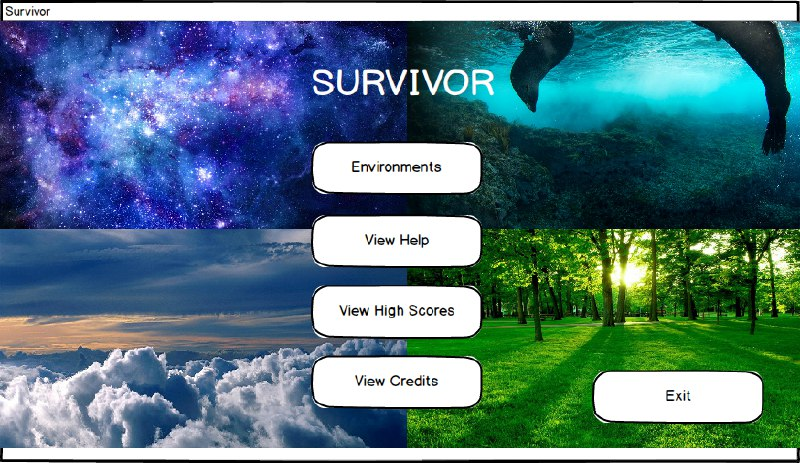 Survivor
SURVIVOR
Environments
View Help
View High Scores
View Credits
Exit